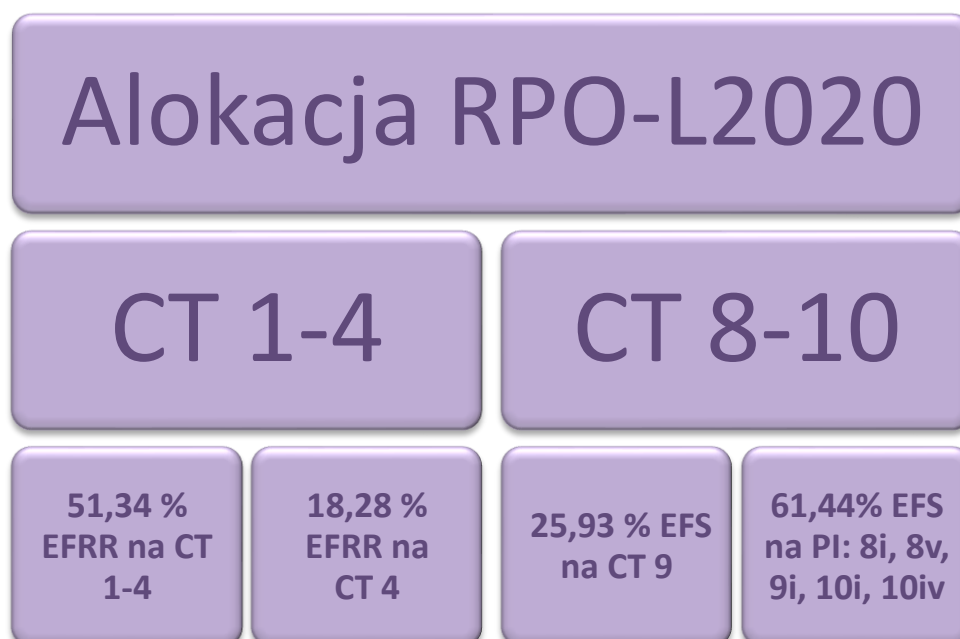 Alokacja RPO-L2020
CT 1-4
CT 8-10
51,34 %
EFRR na CT
1-4
18,28 %
EFRR na
CT 4
25,93 % EFS
na CT 9
61,44% EFS
na PI: 8i, 8v,
9i, 10i, 10iv